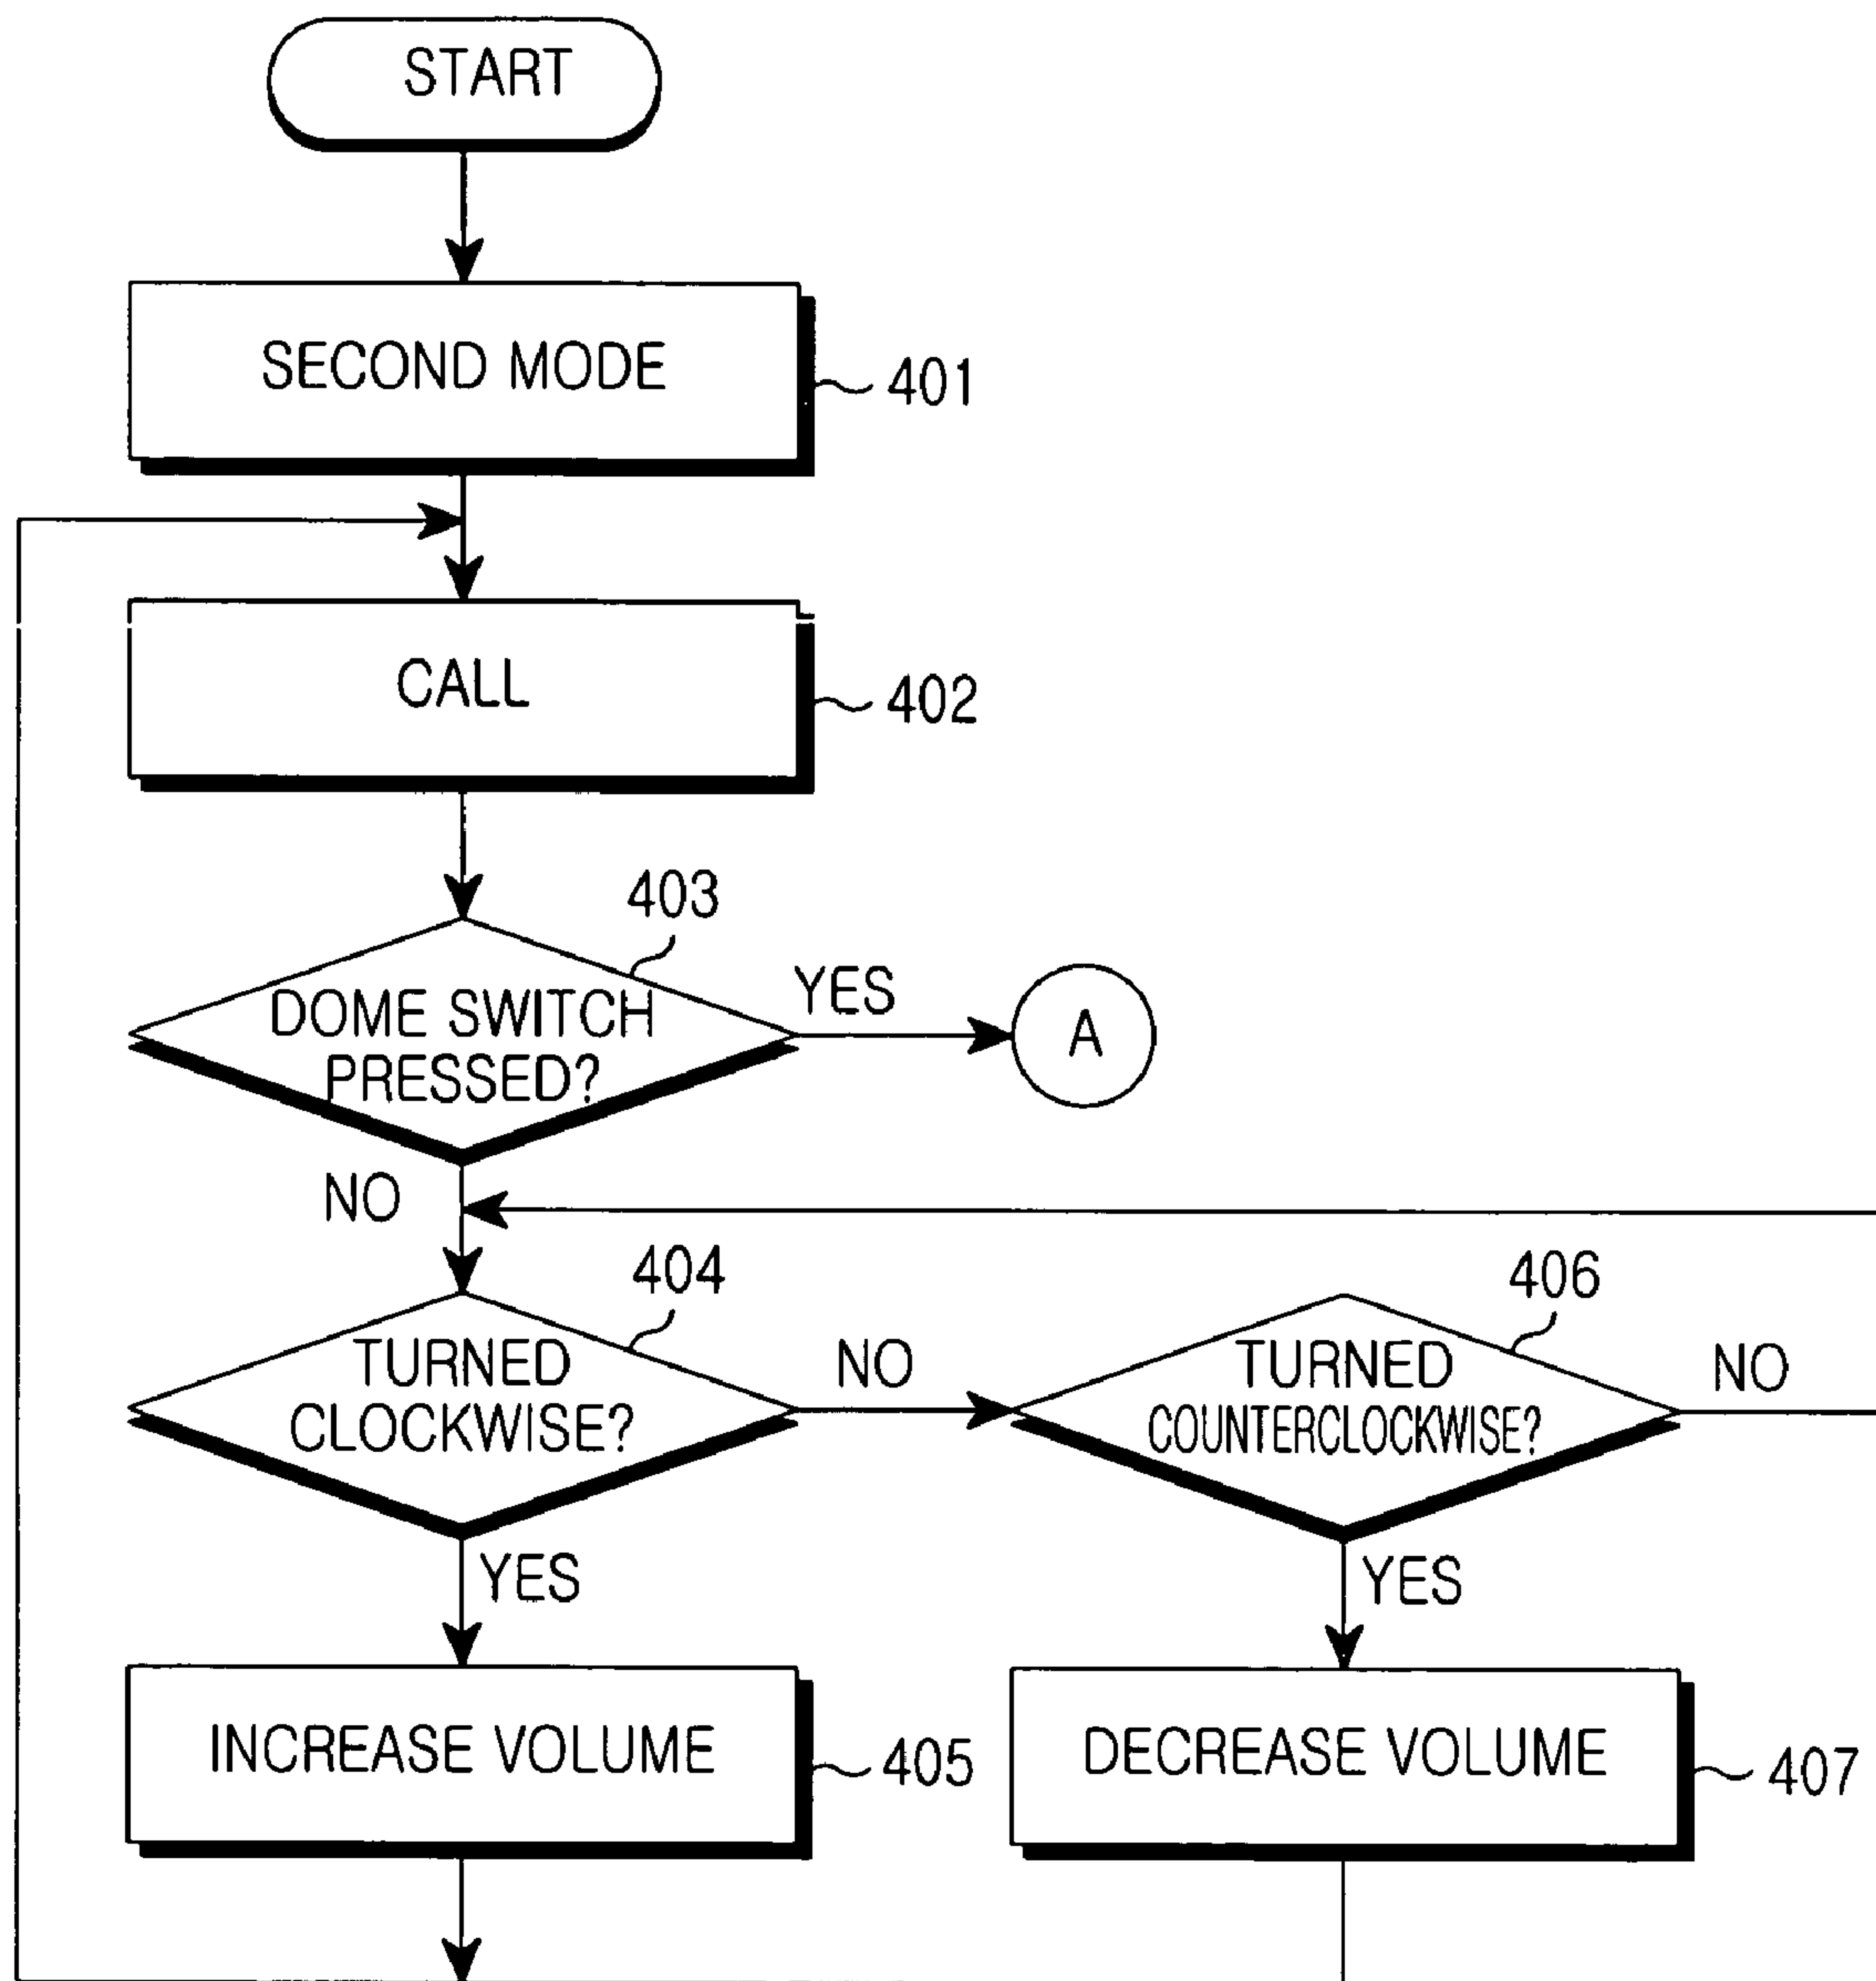 START
SECOND MODE
401
CALL
402
403
DOME SWITCH
PRESSED?
YES
A
NO
404
TURNED
CLOCKWISE?
NO
406
TURNED
COUNTERCLOCKWISE?
NO
YES
YES
INCREASE VOLUME
405
DECREASE VOLUME
407